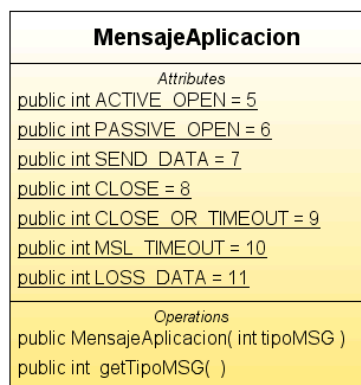 MensajeAplicacion
Attributes
public int ACTIVE_OPEN = 5
public int PASSIVE_OPEN = 6
public int SEND_DATA = 7
public int CLOSE = 8
public int CLOSE_OR_TIMEOUT = 9
public int MSL_TIMEOUT = 10
public int LOSS_DATA = 11
Operations
public MensajeAplicacion( int tipoMSG )
public int getTipoMSG( )